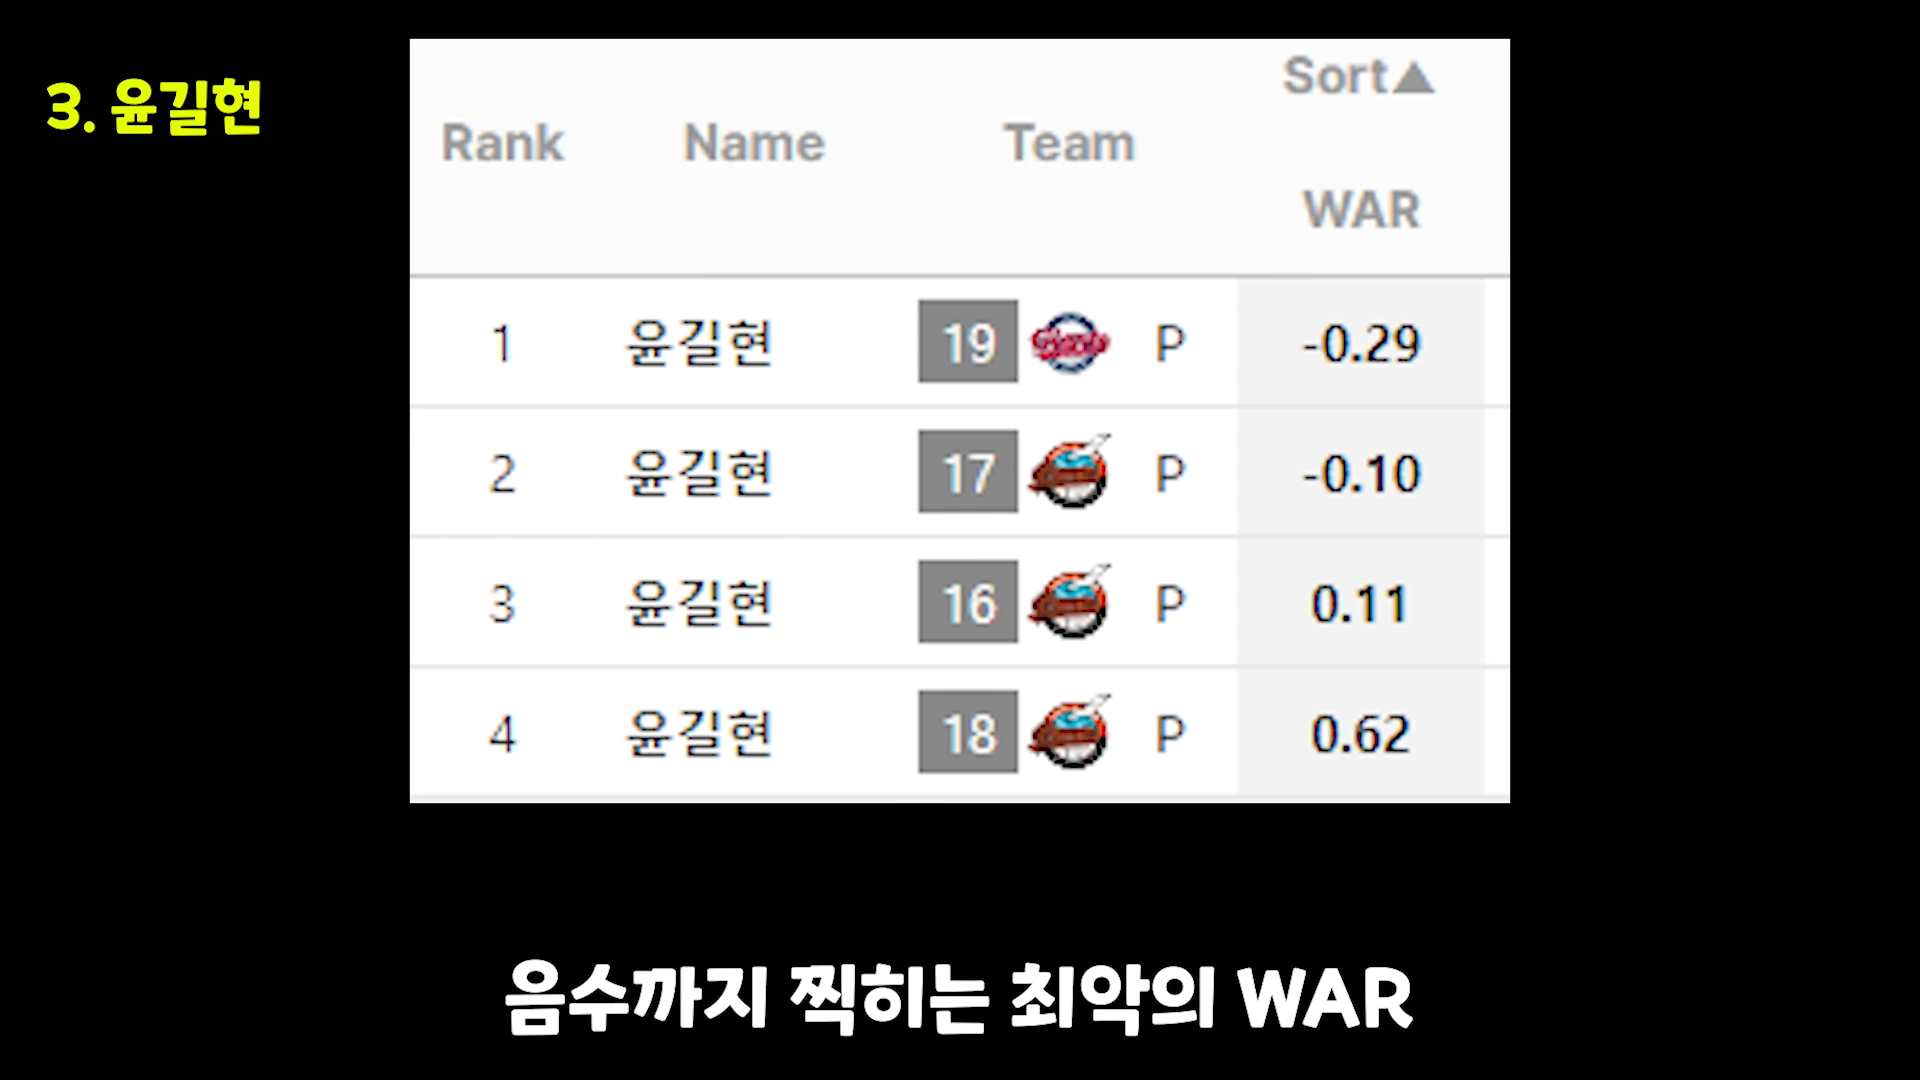 3. 윤길현
Sort▲
Rank Name Team
WAR
1 윤길현 19 P -0.29
2 윤길현 17 P -0.10
3 윤길현 16 P 0.11
4 윤길현 18 P 0.62
음수까지 찍히는 최악의 WAR